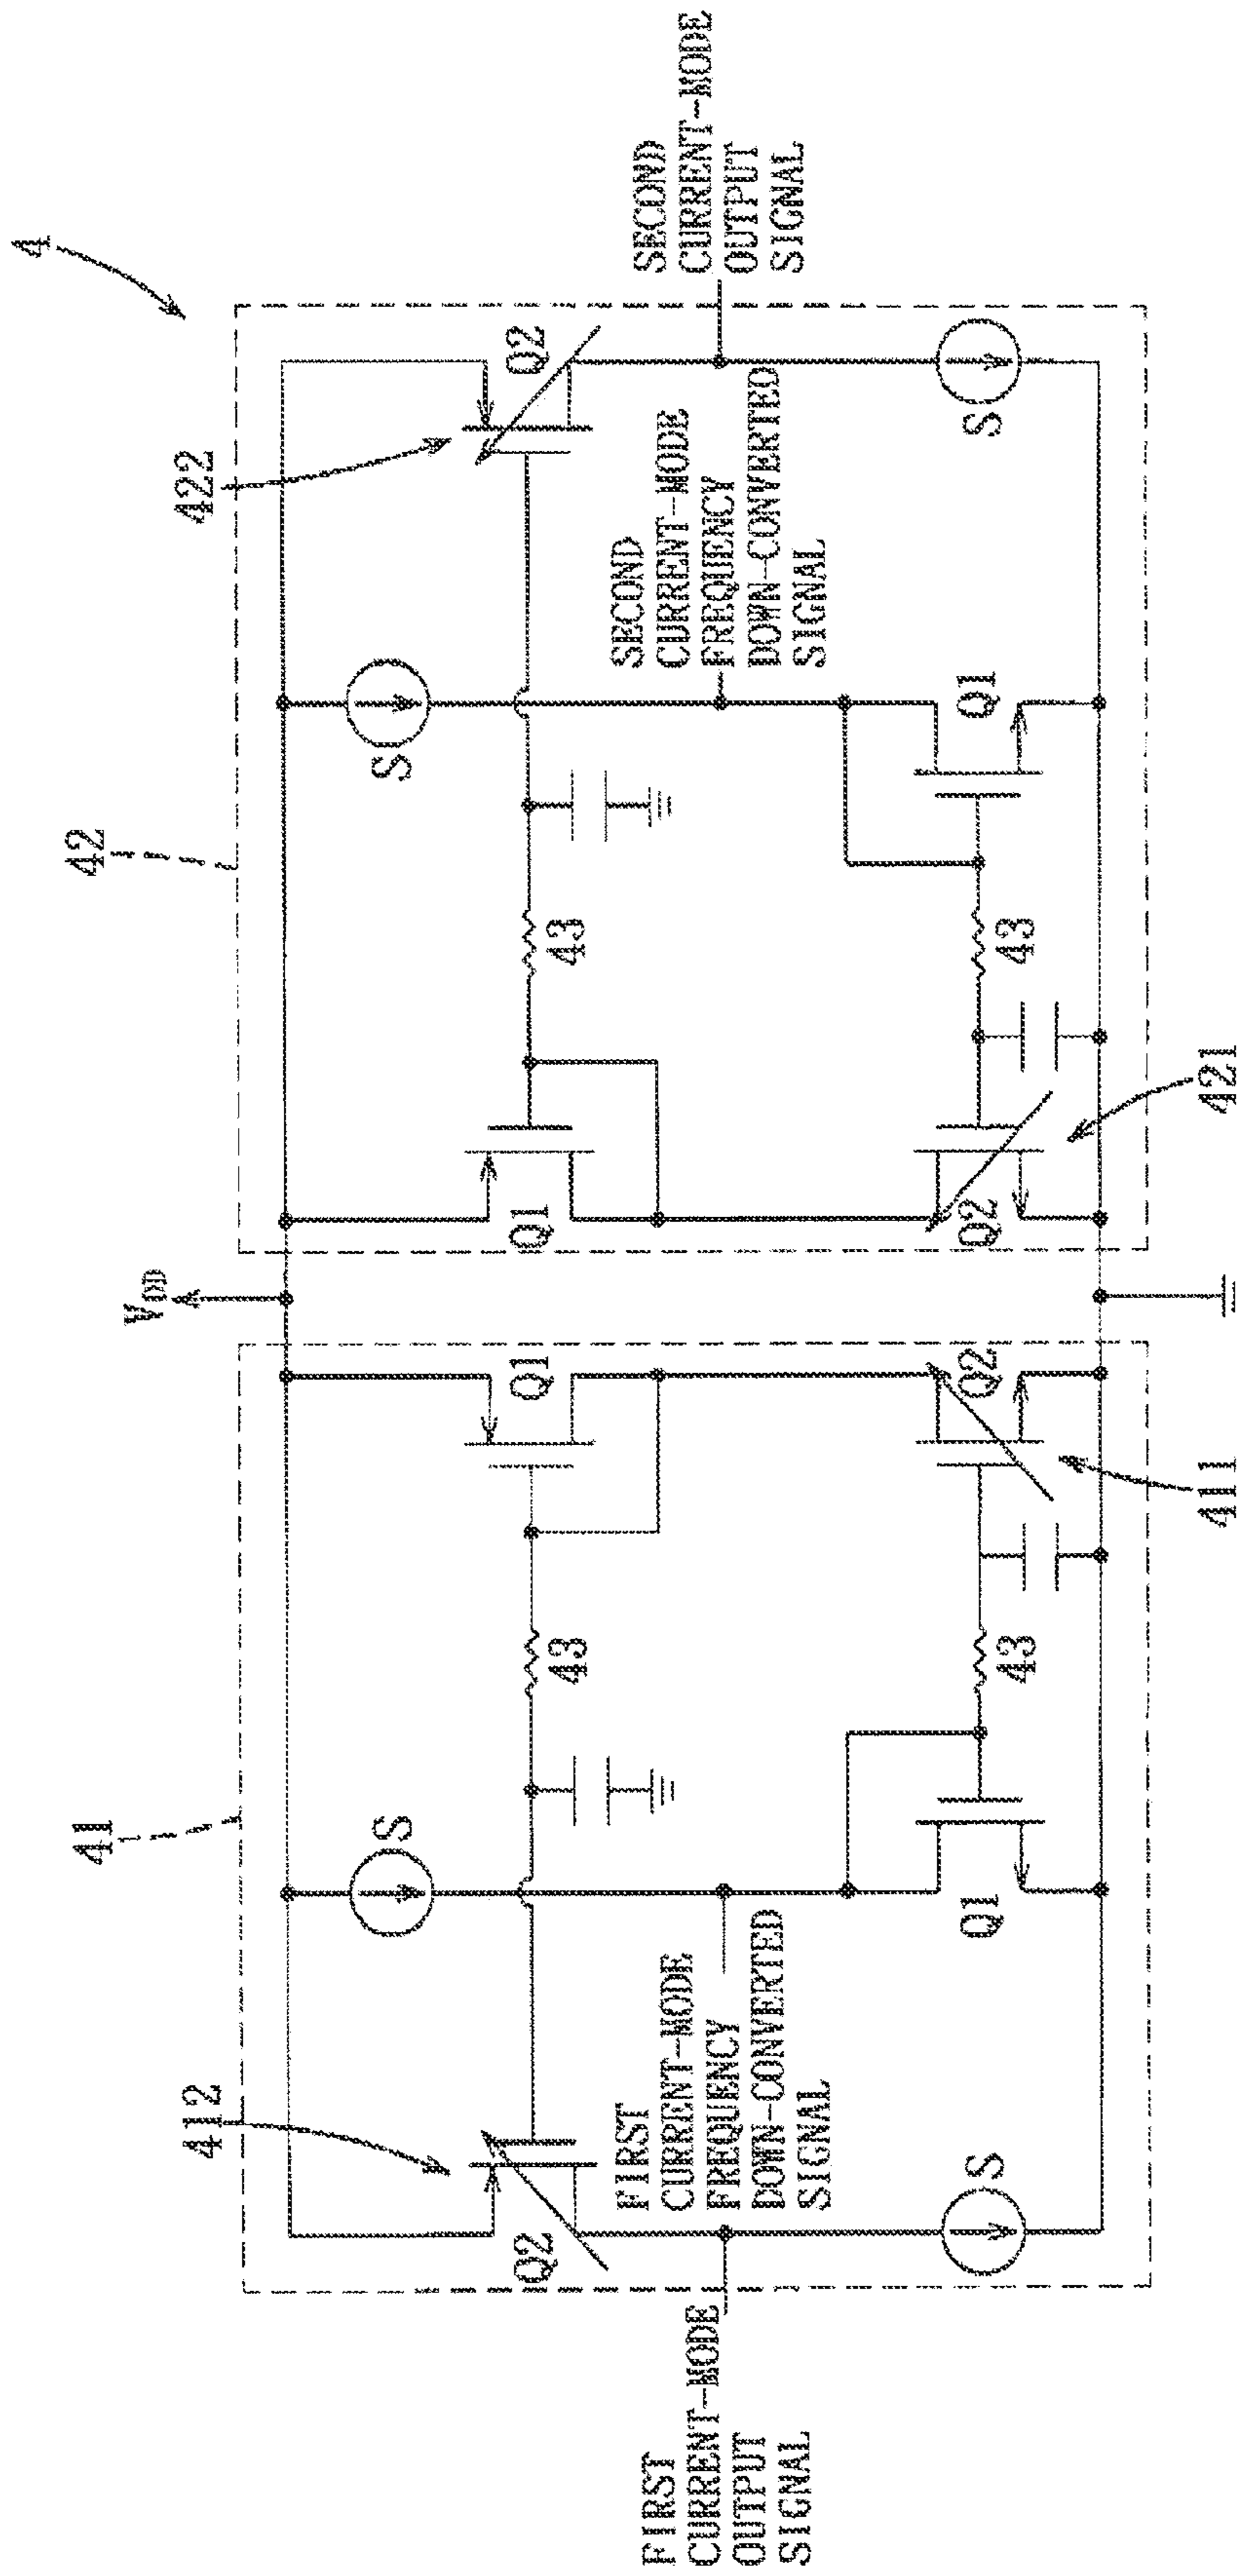 4
41
42
VDD
412
422
S
S
Q2
Q1
Q1
Q2
43
43
FIRST
CURRENT-MODE
OUTPUT
SIGNAL
FIRST
CURRENT-MODE
FREQUENCY
DOWN-CONVERTED
SIGNAL
SECOND
CURRENT-MODE
FREQUENCY
DOWN-CONVERTED
SIGNAL
SECOND
CURRENT-MODE
OUTPUT
SIGNAL
S
Q1
43
Q2
Q2
43
Q1
S
411
421